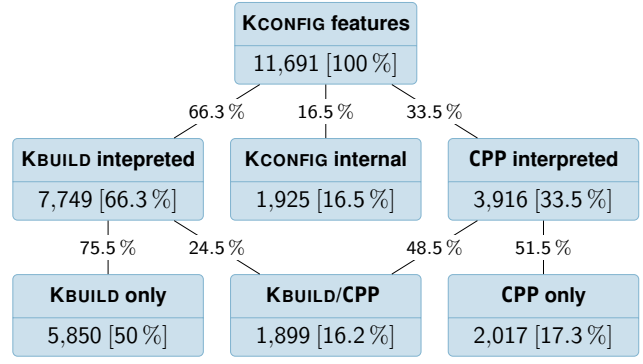 KCONFIG features
11,691 [100 %]
66.3 % 16.5 % 33.5 %
KBUILD intepreted KCONFIG internal CPP interpreted
7,749 [66.3 %] 1,925 [16.5 %] 3,916 [33.5 %]
75.5 % 24.5 % 48.5 % 51.5 %
KBUILD only KBUILD/CPP CPP only
5,850 [50 %] 1,899 [16.2 %] 2,017 [17.3 %]